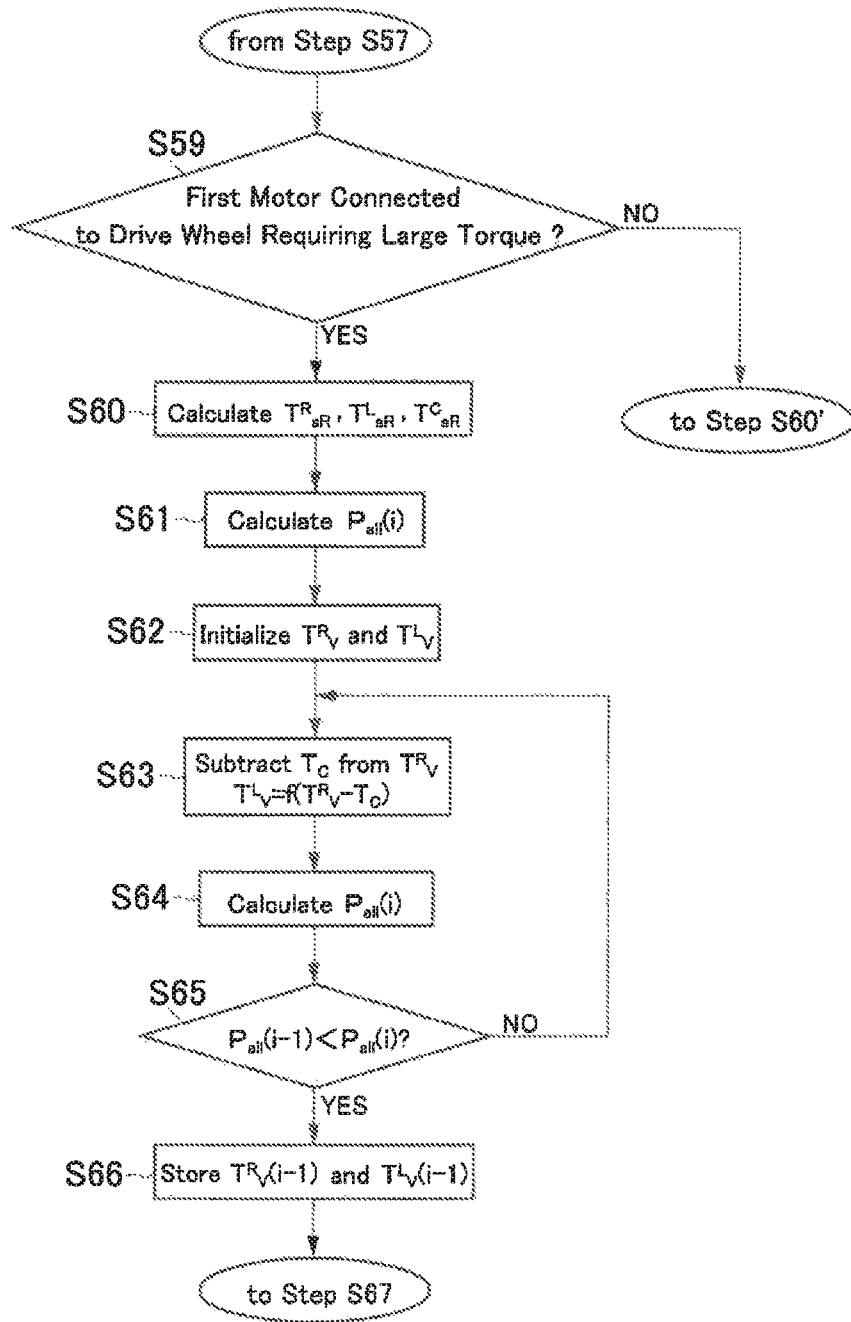 from Step S57
S59
First Motor Connected
to Drive Wheel Requiring Large Torque ?
NO
YES
to Step S60'
S60
Calculate T^R_sR, T^L_sR, T^C_sR
S61
Calculate P_all(i)
S62
Initialize T^R_V and T^L_V
S63
Subtract T_C from T^R_V
T^L_V=f(T^R_V-T_C)
S64
Calculate P_all(i)
S65
P_all(i-1)<P_all(i)?
NO
YES
S66
Store T^R_V(i-1) and T^L_V(i-1)
to Step S67